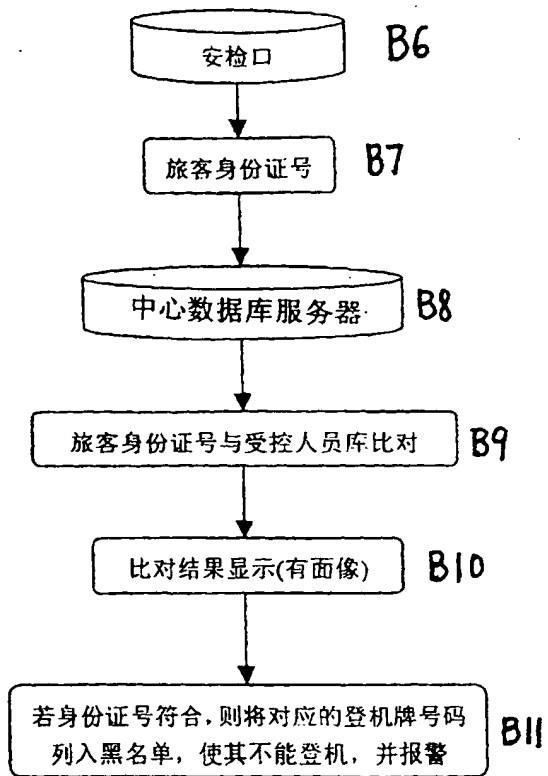 安检口 B6
旅客身份证号 B7
中心数据库服务器 B8
旅客身份证号与受控人员库比对 B9
比对结果显示(有面像) B10
若身份证号符合,则将对应的登机牌号码
列入黑名单,使其不能登机,并报警 B11